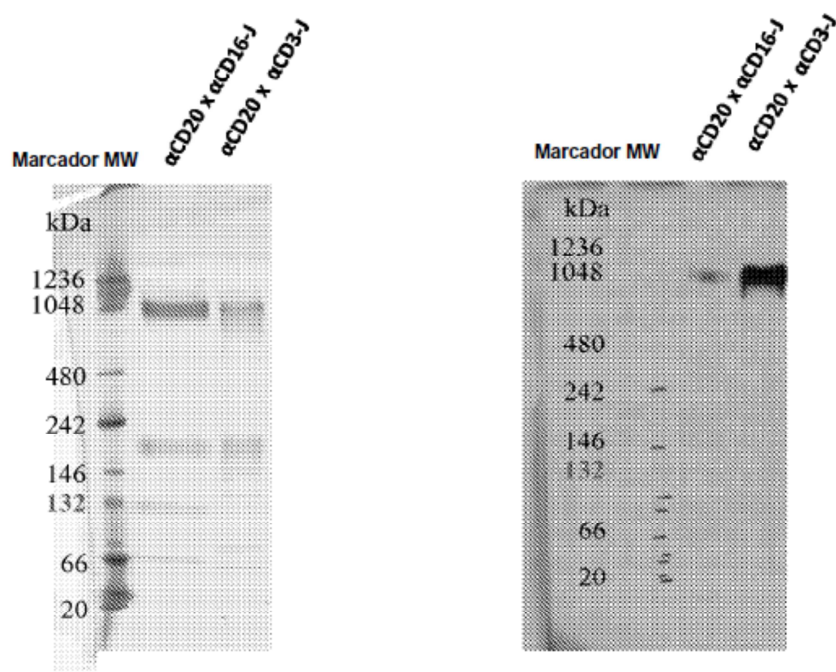 αCD20 x αCD16-J
αCD20 x αCD3-J
Marcador MW
kDa
1236
1048
480
242
146
132
66
20
αCD20 x αCD16-J
αCD20 x αCD3-J
Marcador MW
kDa
1236
1048
480
242
146
132
66
20